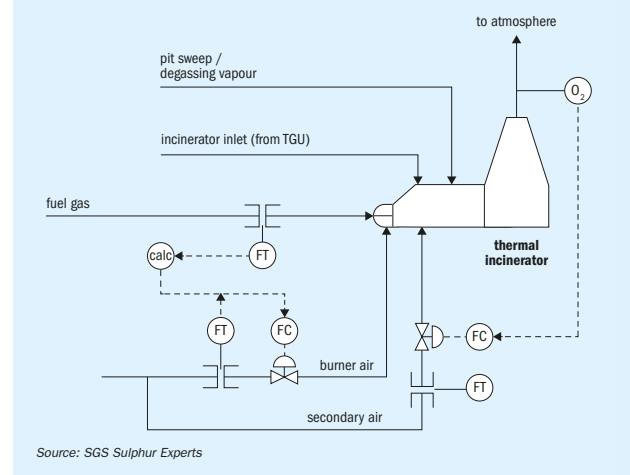 to atmosphere
pit sweep /
degassing vapour
O₂
incinerator inlet (from TGU)
fuel gas
thermal
incinerator
calc
FT
FT
FC
FC
burner air
FT
secondary air
Source: SGS Sulphur Experts